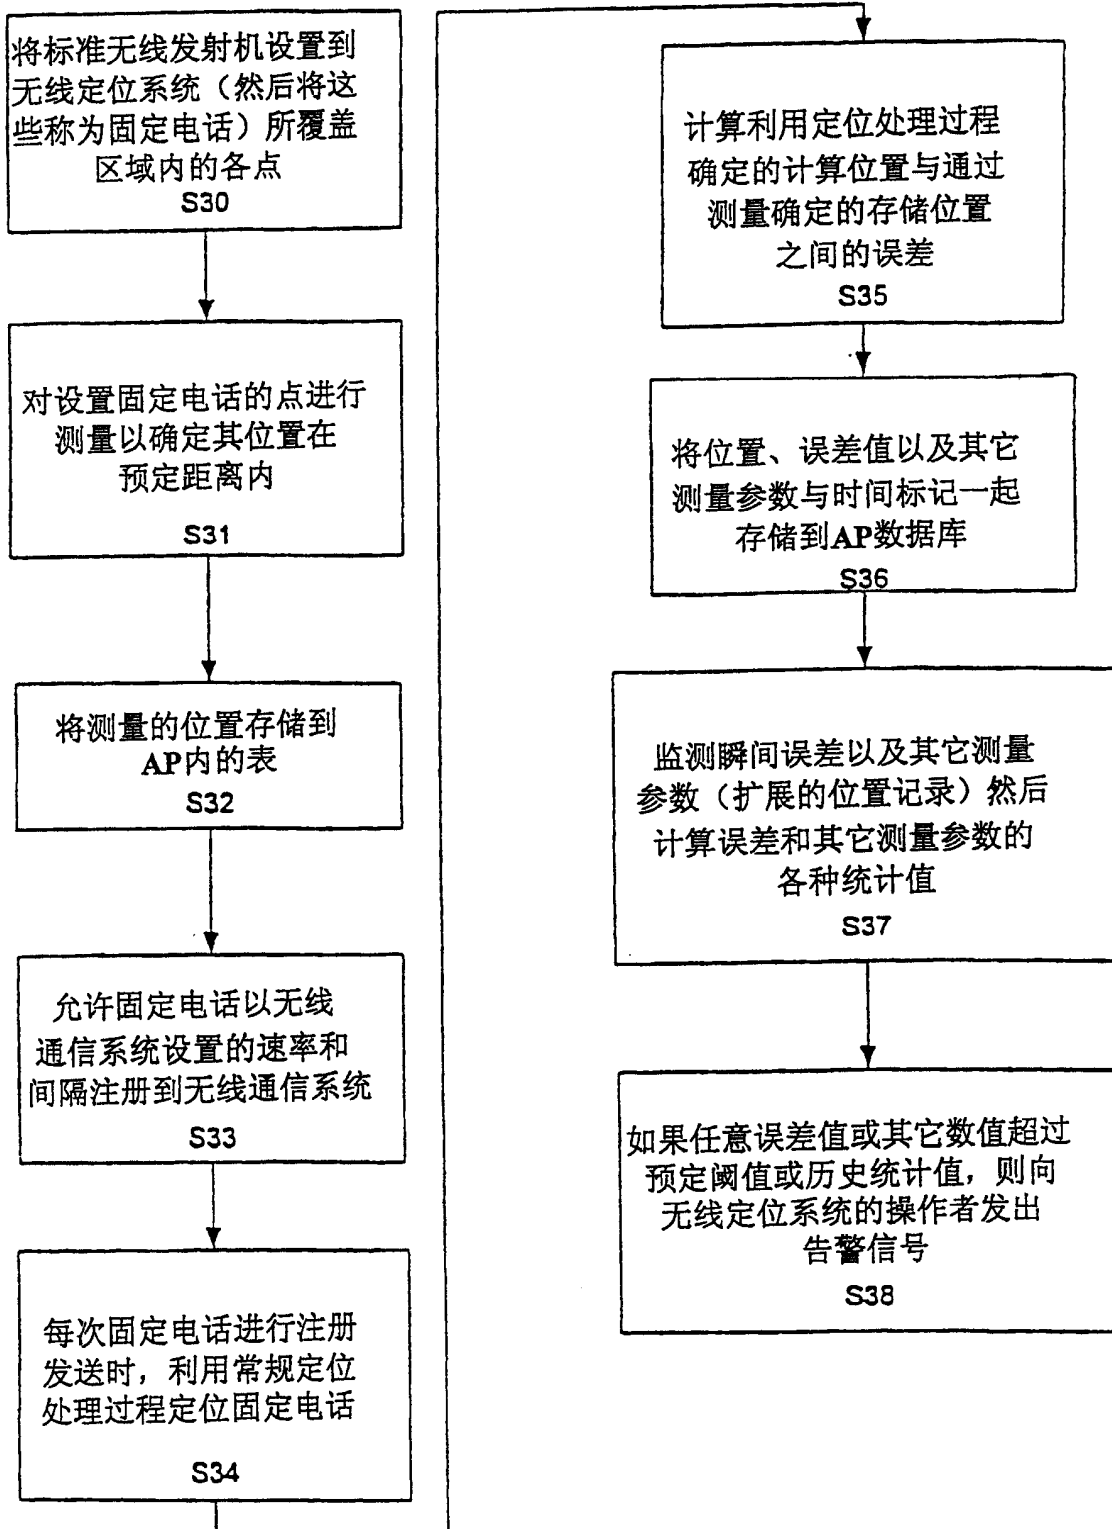 将标准无线发射机设置到
无线定位系统（然后将这
些称为固定电话）所覆盖
区域内的各点
S30
对设置固定电话的点进行
测量以确定其位置在
预定距离内
S31
将测量的位置存储到
AP内的表
S32
允许固定电话以无线
通信系统设置的速率和
间隔注册到无线通信系统
S33
每次固定电话进行注册
发送时，利用常规定位
处理过程定位固定电话
S34
计算利用定位处理过程
确定的计算位置与通过
测量确定的存储位置
之间的误差
S35
将位置、误差值以及其它
测量参数与时间标记一起
存储到AP数据库
S36
监测瞬间误差以及其它测量
参数（扩展的位置记录）然后
计算误差和其它测量参数的
各种统计值
S37
如果任意误差值或其它数值超过
预定阈值或历史统计值，则向
无线定位系统的操作者发出
告警信号
S38